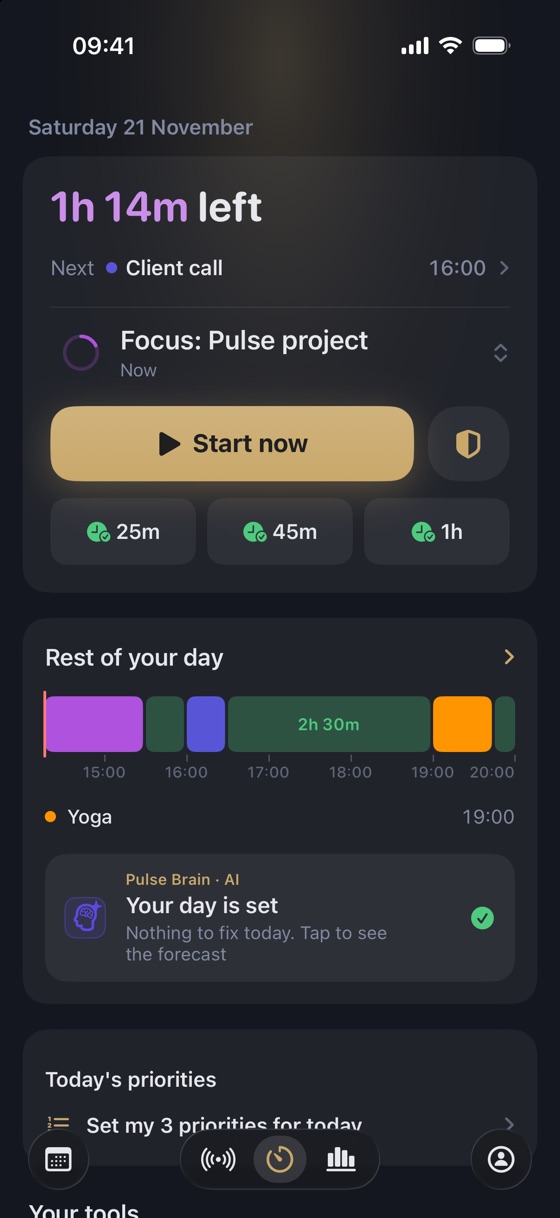 09:41
Saturday 21 November
1h 14m left
Next Client call 16:00
Focus: Pulse project
Now
Start now
25m 45m 1h
Rest of your day
2h 30m
15:00 16:00 17:00 18:00 19:00 20:00
Yoga 19:00
Pulse Brain · AI
Your day is set
Nothing to fix today. Tap to see
the forecast
Today's priorities
Set my 3 priorities for today
Your tools